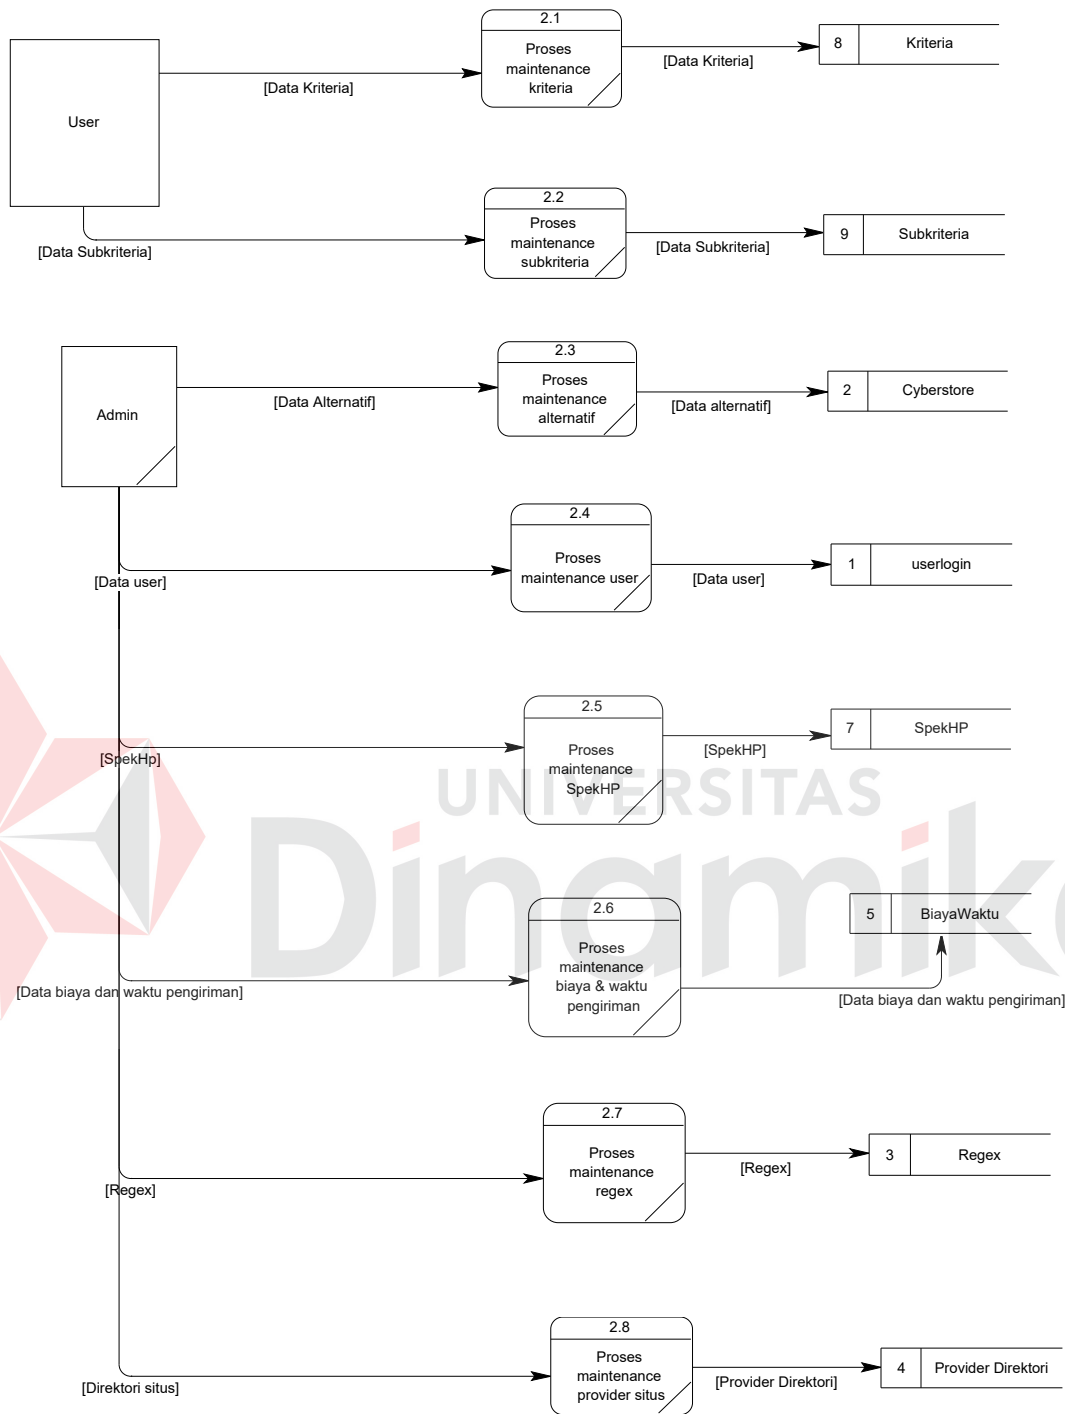 User
[Data Kriteria]
2.1
Proses
maintenance
kriteria
[Data Kriteria]
8
Kriteria
[Data Subkriteria]
2.2
Proses
maintenance
subkriteria
[Data Subkriteria]
9
Subkriteria
Admin
[Data Alternatif]
2.3
Proses
maintenance
alternatif
[Data alternatif]
2
Cyberstore
[Data user]
2.4
Proses
maintenance user
[Data user]
1
userlogin
[SpekHp]
2.5
Proses
maintenance
SpekHP
[SpekHP]
7
SpekHP
UNIVERSITAS
Dinamika
[Data biaya dan waktu pengiriman]
2.6
Proses
maintenance
biaya & waktu
pengiriman
[Data biaya dan waktu pengiriman]
5
BiayaWaktu
[Regex]
2.7
Proses
maintenance
regex
[Regex]
3
Regex
[Direktori situs]
2.8
Proses
maintenance
provider situs
[Provider Direktori]
4
Provider Direktori